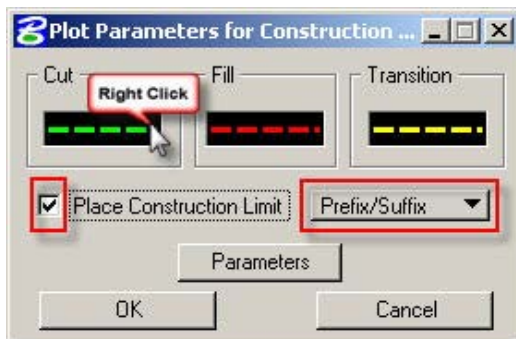 Plot Parameters for Construction ...
Cut
Fill
Transition
Right Click
Place Construction Limit
Prefix/Suffix
Parameters
OK
Cancel